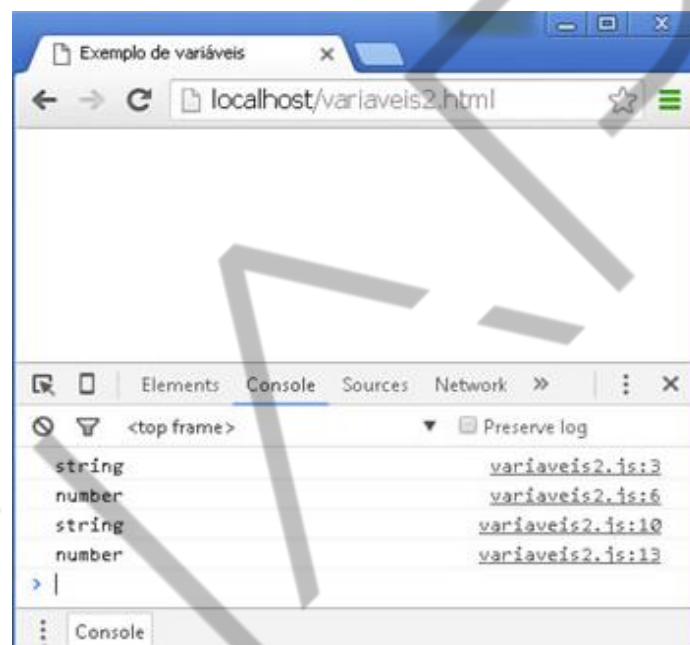 Exemplo de variáveis
localhost/variaveis2.html
Elements Console Sources Network »
<top frame> ▼ Preserve log
string variaveis2.js:3
number variaveis2.js:6
string variaveis2.js:10
number variaveis2.js:13
>
Console